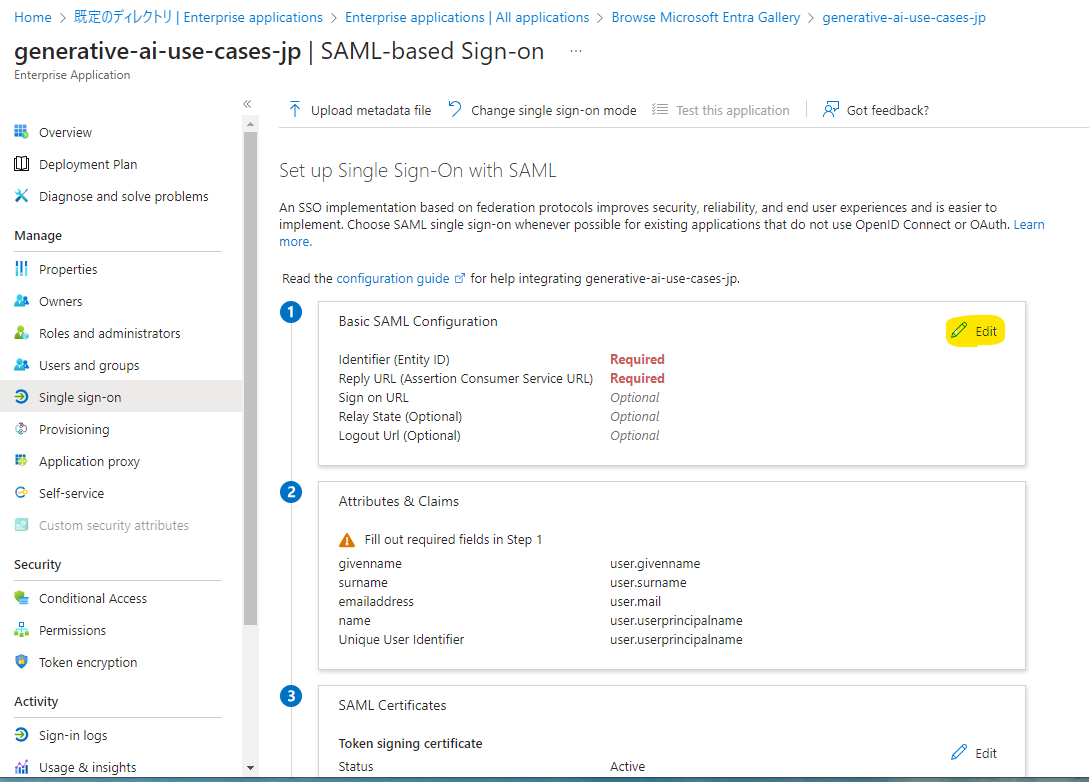 Home > 既定のディレクトリ | Enterprise applications > Enterprise applications | All applications > Browse Microsoft Entra Gallery > generative-ai-use-cases-jp
generative-ai-use-cases-jp | SAML-based Sign-on ...
Enterprise Application
«
Overview
Deployment Plan
Diagnose and solve problems
Manage
Properties
Owners
Roles and administrators
Users and groups
Single sign-on
Provisioning
Application proxy
Self-service
Custom security attributes
Security
Conditional Access
Permissions
Token encryption
Activity
Sign-in logs
Usage & insights
Upload metadata file Change single sign-on mode Test this application | Got feedback?
Set up Single Sign-On with SAML
An SSO implementation based on federation protocols improves security, reliability, and end user experiences and is easier to
implement. Choose SAML single sign-on whenever possible for existing applications that do not use OpenID Connect or OAuth. Learn
more.
Read the configuration guide for help integrating generative-ai-use-cases-jp.
1
Basic SAML Configuration
Edit
Identifier (Entity ID) Required
Reply URL (Assertion Consumer Service URL) Required
Sign on URL Optional
Relay State (Optional) Optional
Logout Url (Optional) Optional
2
Attributes & Claims
Fill out required fields in Step 1
givenname user.givenname
surname user.surname
emailaddress user.mail
name user.userprincipalname
Unique User Identifier user.userprincipalname
3
SAML Certificates
Token signing certificate
Edit
Status Active